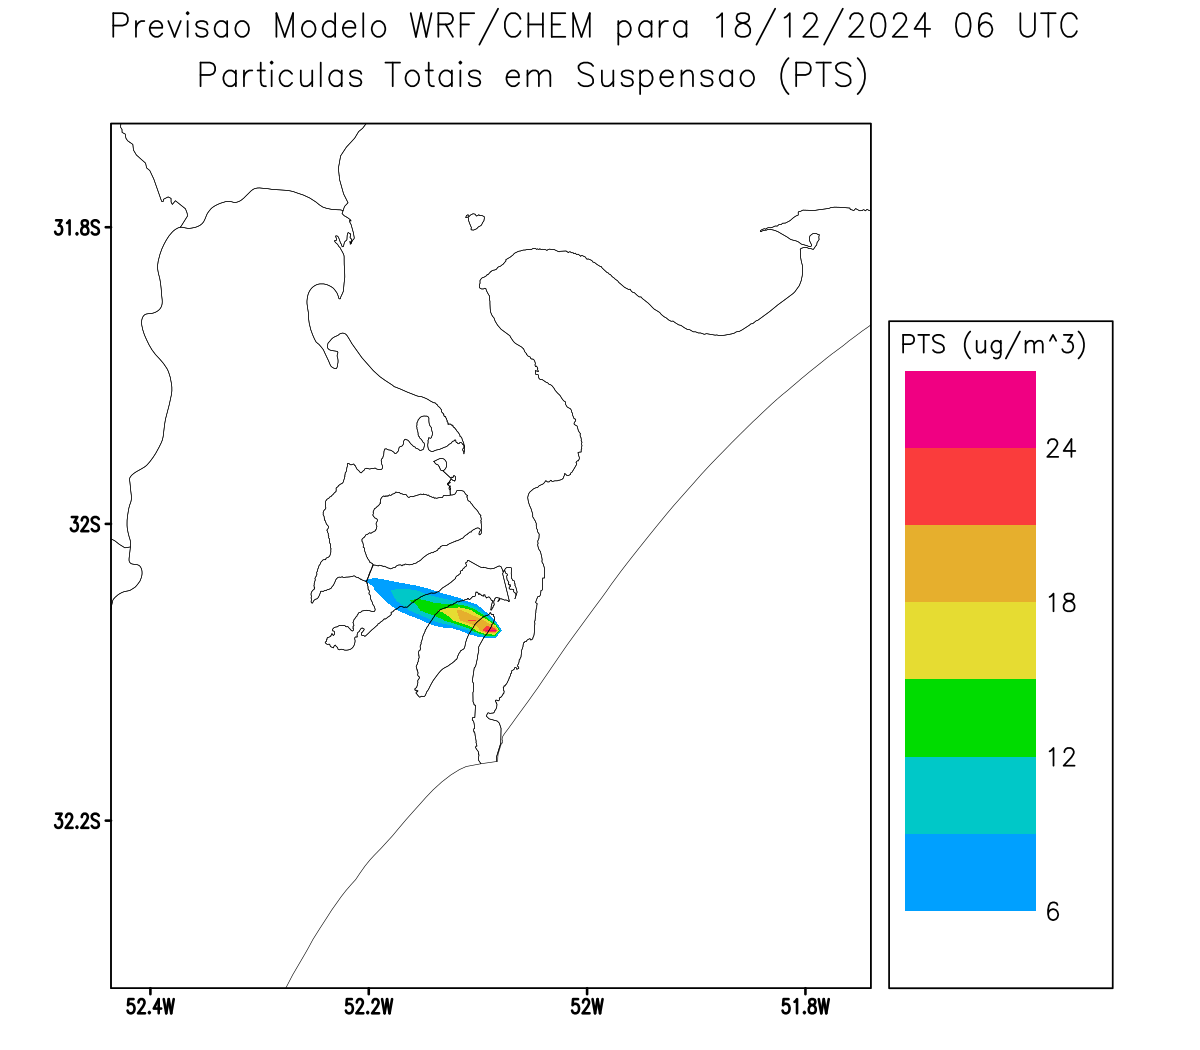 Previsao Modelo WRF/CHEM para 18/12/2024 06 UTC
Particulas Totais em Suspensao (PTS)
31.8S
32S
32.2S
52.4W
52.2W
52W
51.8W
PTS (ug/m^3)
24
18
12
6